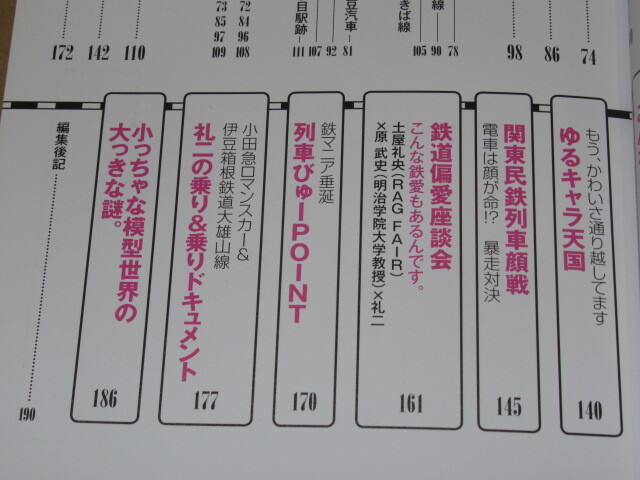 74
86
98
78
90
105
線
きば線
豆汽車
81
92
107
111
目駅跡
72
84
96
108
73
85
97
109
110
142
172
もう、かわいさ通り越してます
ゆるキャラ天国
140
関東民鉄列車顔戦
電車は顔が命!? 暴走対決
145
鉄道偏愛座談会
こんな鉄愛もあるんです。
土屋礼央(RAG FAIR)
×原 武史(明治学院大学教授)×礼二
161
鉄マニア垂涎
列車びゅーPOINT
170
小田急ロマンスカー&
伊豆箱根鉄道大雄山線
礼二の乗り&乗りドキュメント
177
小っちゃな模型世界の
大っきな謎。
186
編集後記
190